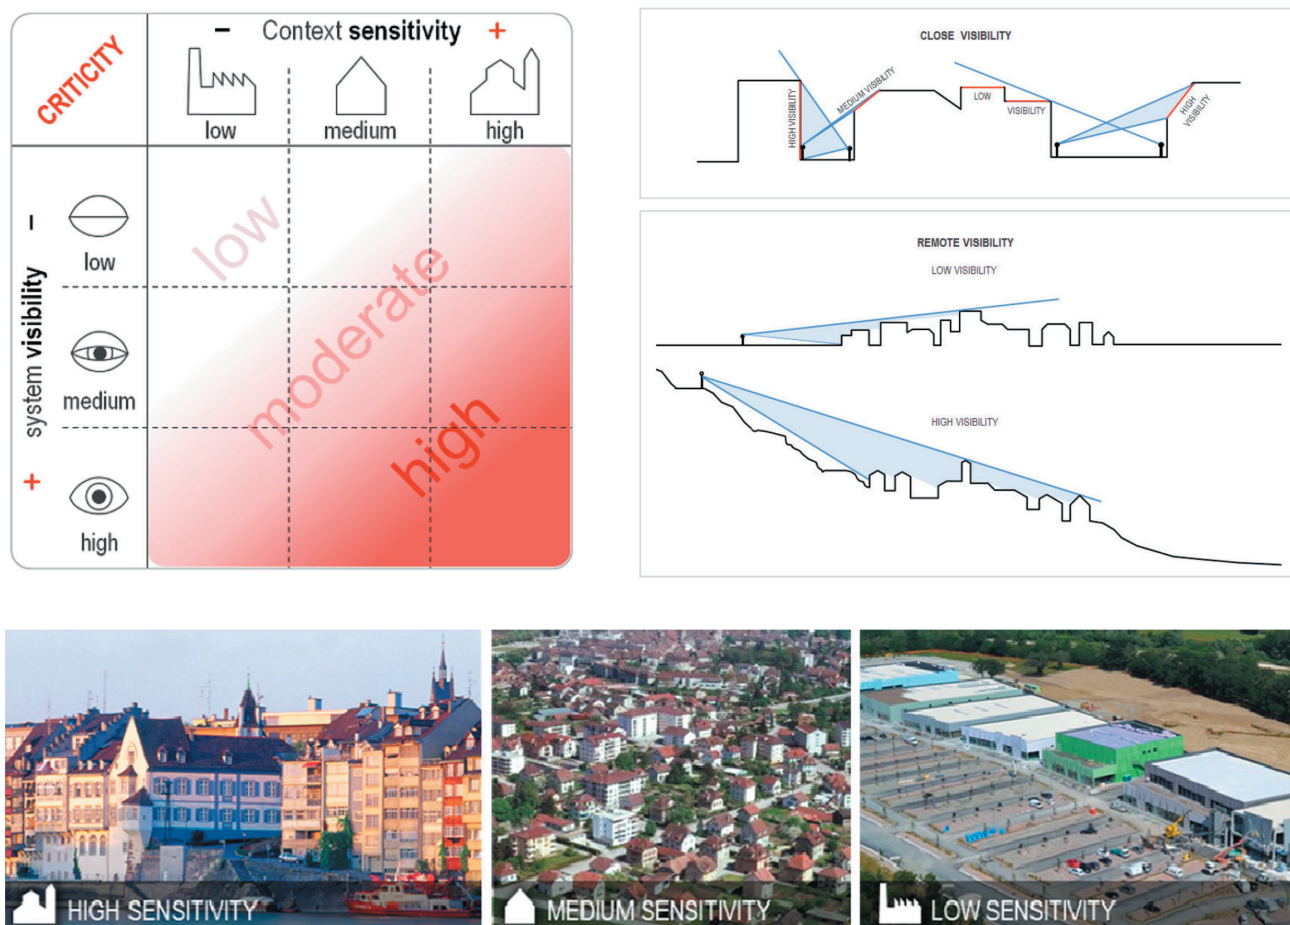 CRITICITY
- Context sensitivity +
low
medium
high
- system visibility +
low
medium
high
low
moderate
high
CLOSE VISIBILITY
HIGH VISIBILITY
MEDIUM VISIBILITY
LOW
VISIBILITY
HIGH
VISIBILITY
REMOTE VISIBILITY
LOW VISIBILITY
HIGH VISIBILITY
HIGH SENSITIVITY
MEDIUM SENSITIVITY
LOW SENSITIVITY